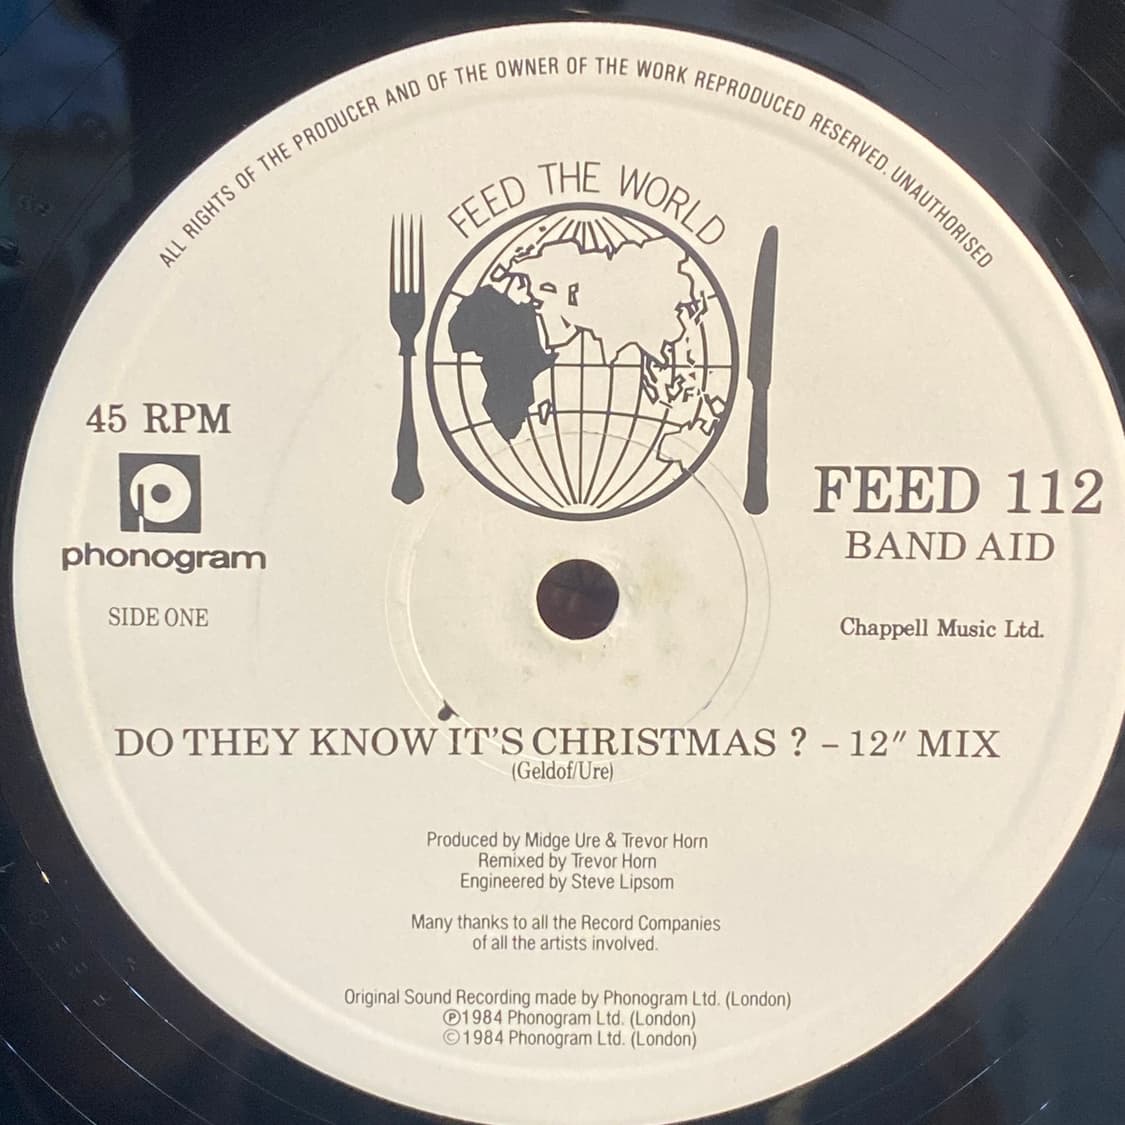 ALL RIGHTS OF THE PRODUCER AND OF THE OWNER OF THE WORK REPRODUCED RESERVED. UNAUTHORISED
FEED THE WORLD
45 RPM
phonogram
SIDE ONE
FEED 112
BAND AID
Chappell Music Ltd.
DO THEY KNOW IT'S CHRISTMAS ? – 12" MIX
(Geldof/Ure)
Produced by Midge Ure & Trevor Horn
Remixed by Trevor Horn
Engineered by Steve Lipsom
Many thanks to all the Record Companies
of all the artists involved.
Original Sound Recording made by Phonogram Ltd. (London)
℗1984 Phonogram Ltd. (London)
©1984 Phonogram Ltd. (London)